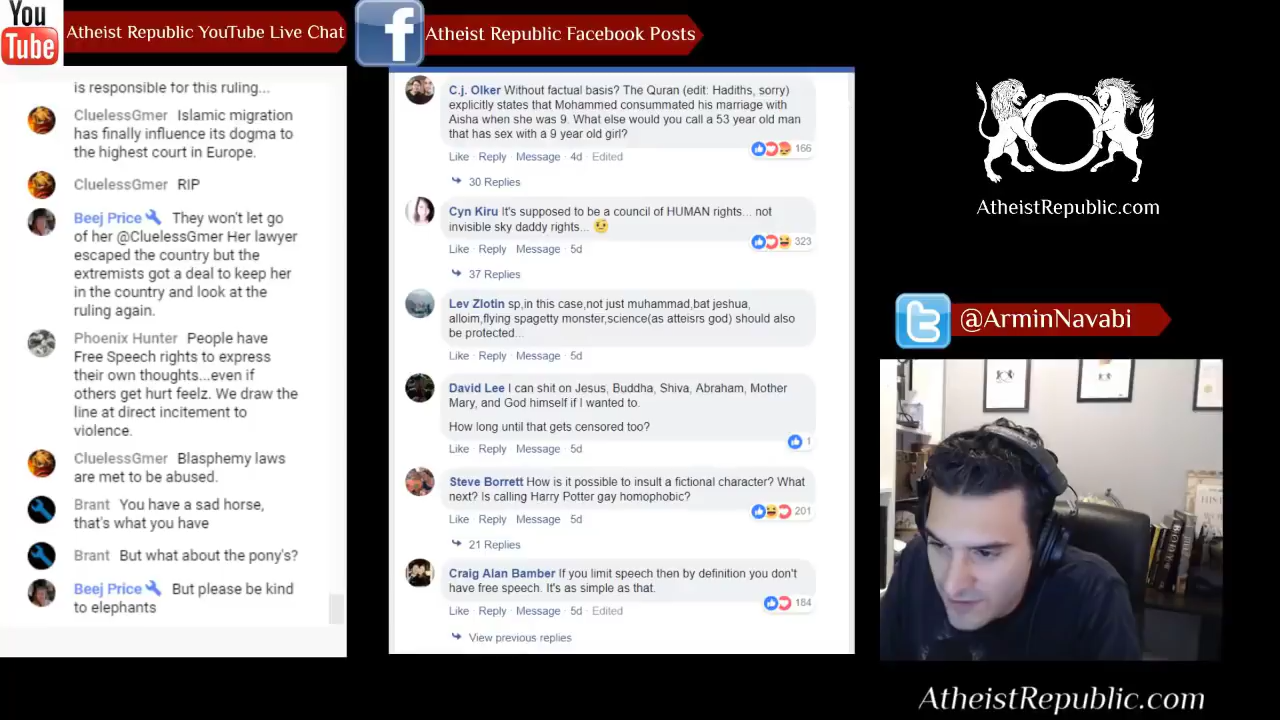 You
Tube
Atheist Republic YouTube Live Chat
f
Atheist Republic Facebook Posts
is responsible for this ruling...
CluelessGmer Islamic migration
has finally influence its dogma to
the highest court in Europe.
CluelessGmer RIP
Beej Price They won't let go
of her @CluelessGmer Her lawyer
escaped the country but the
extremists got a deal to keep her
in the country and look at the
ruling again.
Phoenix Hunter People have
Free Speech rights to express
their own thoughts...even if
others get hurt feelz. We draw the
line at direct incitement to
violence.
CluelessGmer Blasphemy laws
are met to be abused.
Brant You have a sad horse,
that's what you have
Brant But what about the pony's?
Beej Price But please be kind
to elephants
C.j. Olker Without factual basis? The Quran (edit: Hadiths, sorry)
explicitly states that Mohammed consummated his marriage with
Aisha when she was 9. What else would you call a 53 year old man
that has sex with a 9 year old girl?
166
Like · Reply · Message · 4d · Edited
30 Replies
Cyn Kiru It's supposed to be a council of HUMAN rights... not
invisible sky daddy rights...
323
Like · Reply · Message · 5d
37 Replies
Lev Zlotin sp,in this case,not just muhammad,bat jeshua,
alloim,flying spagetty monster,science(as atteisrs god) should also
be protected...
Like · Reply · Message · 5d
David Lee I can shit on Jesus, Buddha, Shiva, Abraham, Mother
Mary, and God himself if I wanted to.
How long until that gets censored too?
1
Like · Reply · Message · 5d
Steve Borrett How is it possible to insult a fictional character? What
next? Is calling Harry Potter gay homophobic?
201
Like · Reply · Message · 5d
21 Replies
Craig Alan Bamber If you limit speech then by definition you don't
have free speech. It's as simple as that.
184
Like · Reply · Message · 5d · Edited
View previous replies
AtheistRepublic.com
@ArminNavabi
AtheistRepublic.com